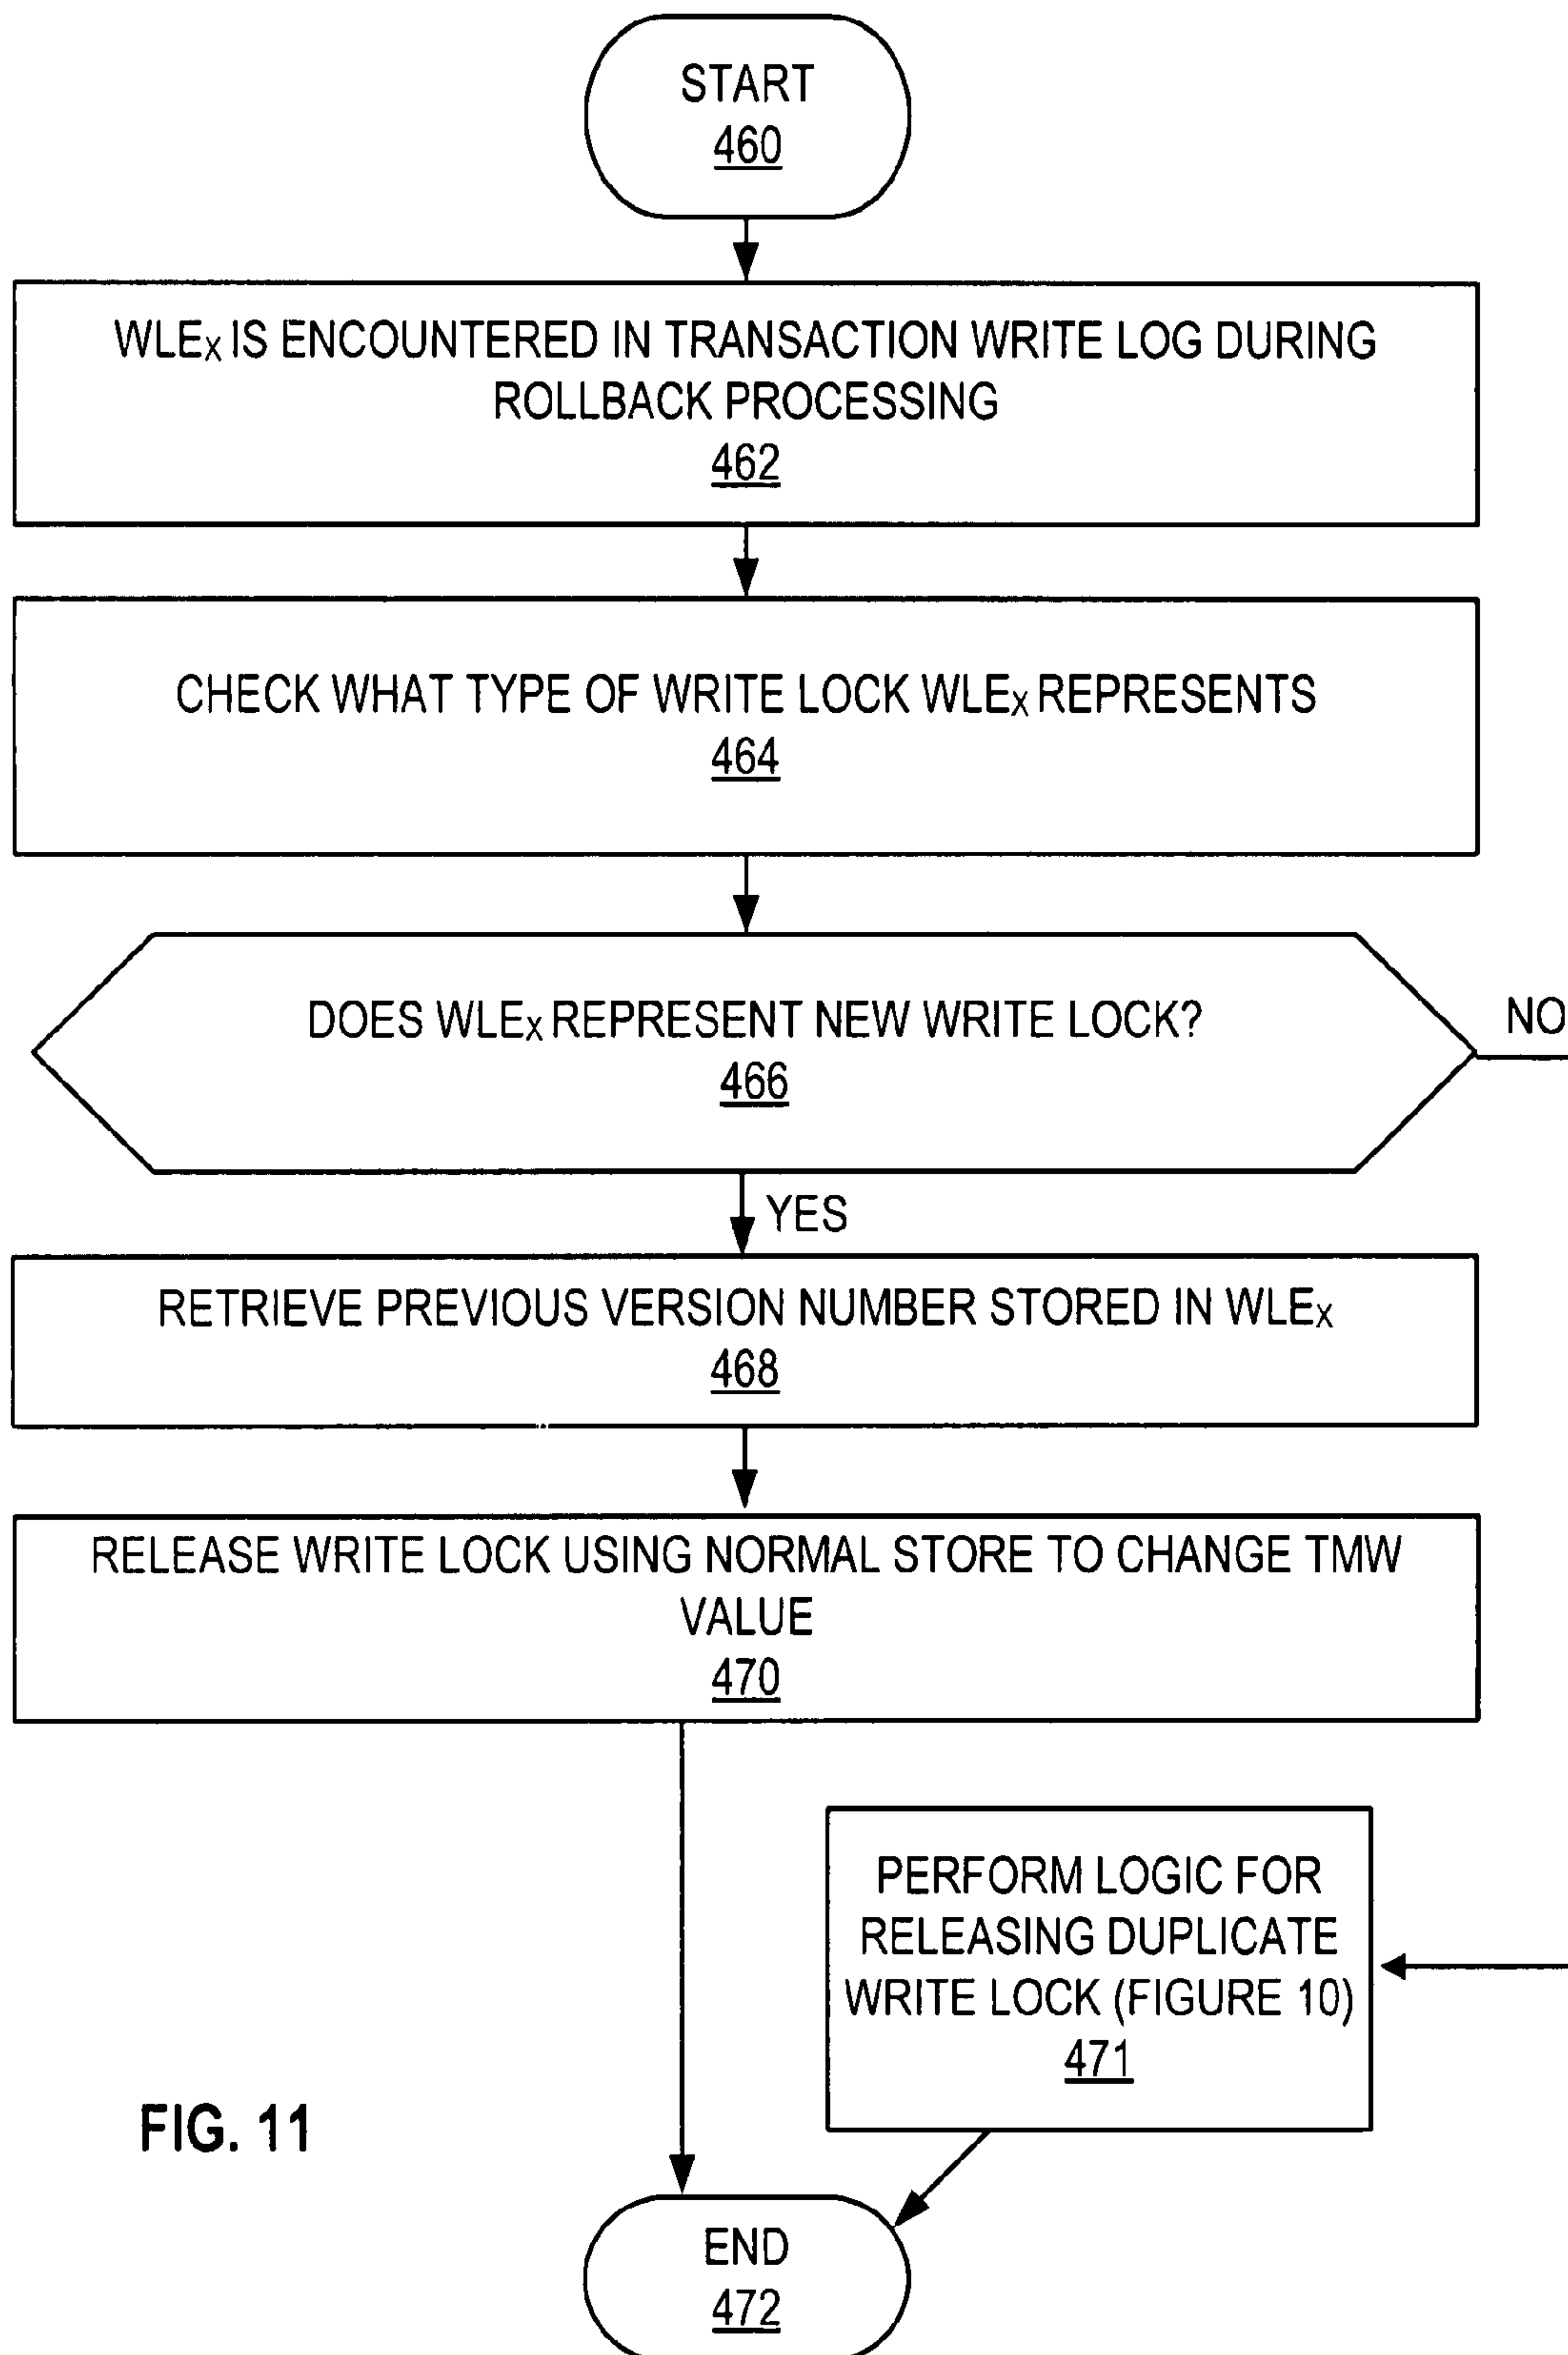 START
460
WLEX IS ENCOUNTERED IN TRANSACTION WRITE LOG DURING
ROLLBACK PROCESSING
462
CHECK WHAT TYPE OF WRITE LOCK WLEX REPRESENTS
464
DOES WLEX REPRESENT NEW WRITE LOCK?
466
NO
YES
RETRIEVE PREVIOUS VERSION NUMBER STORED IN WLEX
468
RELEASE WRITE LOCK USING NORMAL STORE TO CHANGE TMW
VALUE
470
PERFORM LOGIC FOR
RELEASING DUPLICATE
WRITE LOCK (FIGURE 10)
471
FIG. 11
END
472